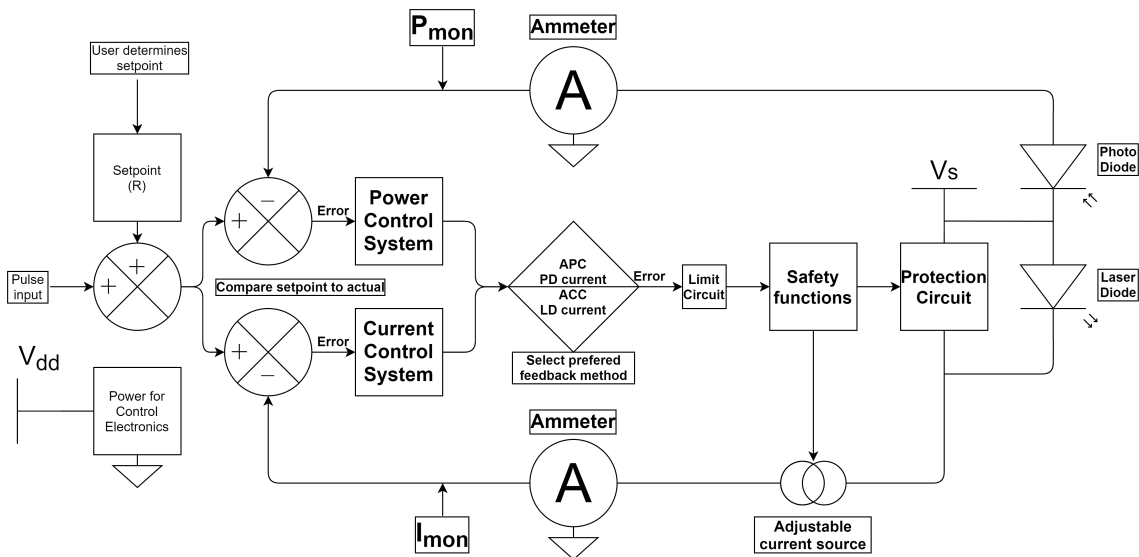 P mon
Ammeter
A
User determines
setpoint
Setpoint
(R)
Photo
Diode
Vs
Power
Control
System
Error
− 
+
+
+
Pulse
input
Compare setpoint to actual
APC
PD current
ACC
LD current
Error
Limit
Circuit
Safety
functions
Protection
Circuit
Laser
Diode
+
−
Error
Current
Control
System
Select prefered
feedback method
Vdd
Power for
Control
Electronics
Ammeter
A
Imon
Adjustable
current source